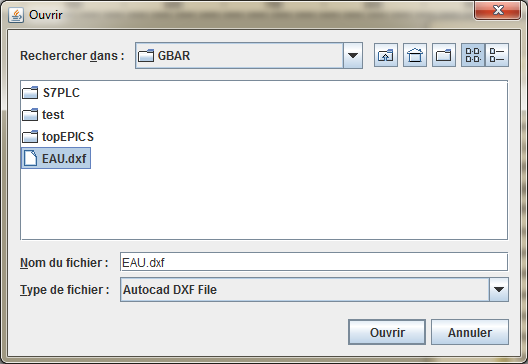 Ouvrir
Rechercher dans : GBAR
S7PLC
test
topEPICS
EAU.dxf
Nom du fichier : EAU.dxf
Type de fichier : Autocad DXF File
Ouvrir Annuler